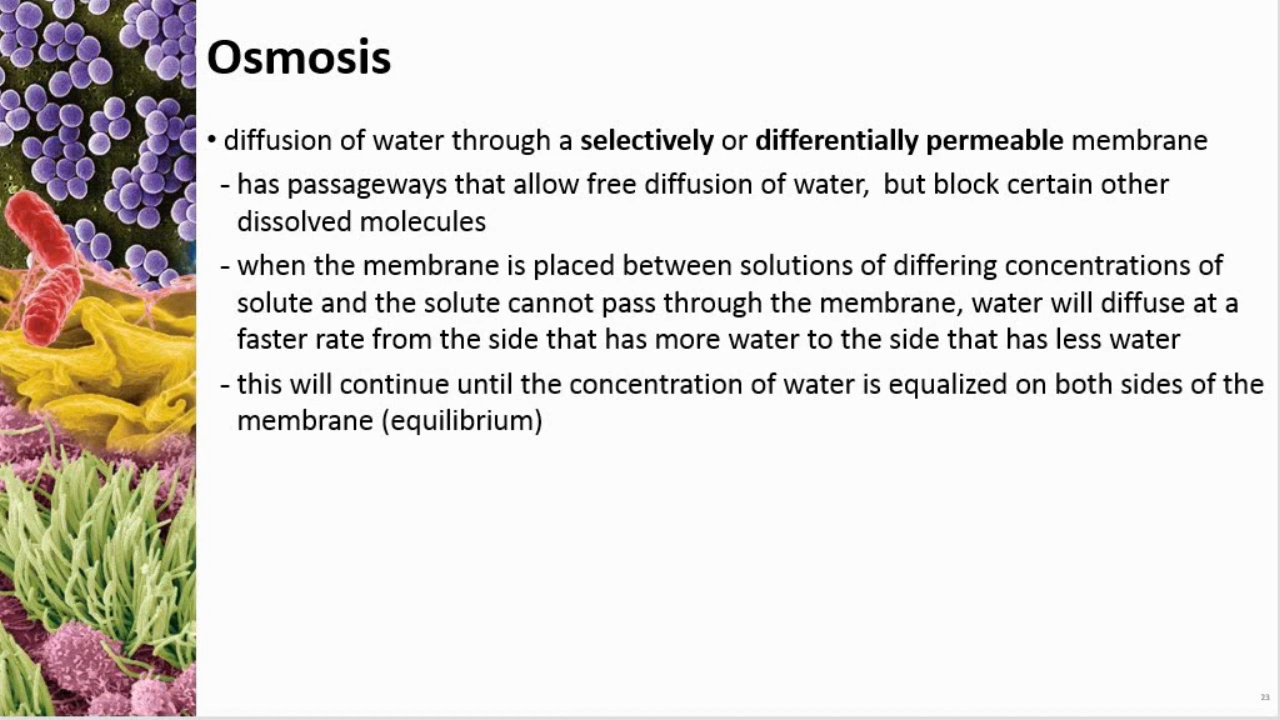 Osmosis
• diffusion of water through a selectively or differentially permeable membrane
- has passageways that allow free diffusion of water,  but block certain other
dissolved molecules
- when the membrane is placed between solutions of differing concentrations of
solute and the solute cannot pass through the membrane, water will diffuse at a
faster rate from the side that has more water to the side that has less water
- this will continue until the concentration of water is equalized on both sides of the
membrane (equilibrium)
23